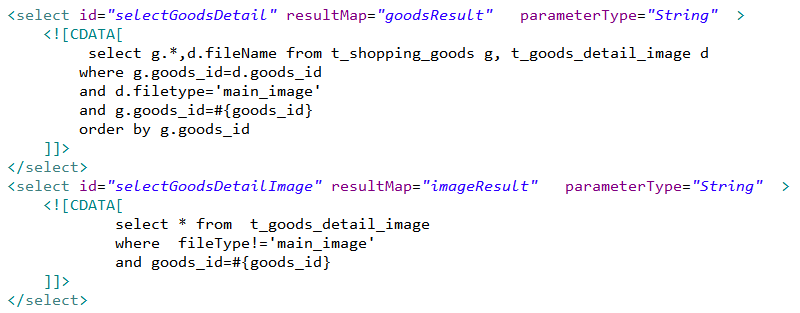 <select id="selectGoodsDetail" resultMap="goodsResult"   parameterType="String"  >
    <![CDATA[
         select g.*,d.fileName from t_shopping_goods g, t_goods_detail_image d
        where g.goods_id=d.goods_id
        and d.filetype='main_image'
        and g.goods_id=#{goods_id}
        order by g.goods_id
    ]]>
</select>
<select id="selectGoodsDetailImage" resultMap="imageResult"   parameterType="String"  >
    <![CDATA[
            select * from  t_goods_detail_image
            where  fileType!='main_image'
            and goods_id=#{goods_id}
    ]]>
</select>